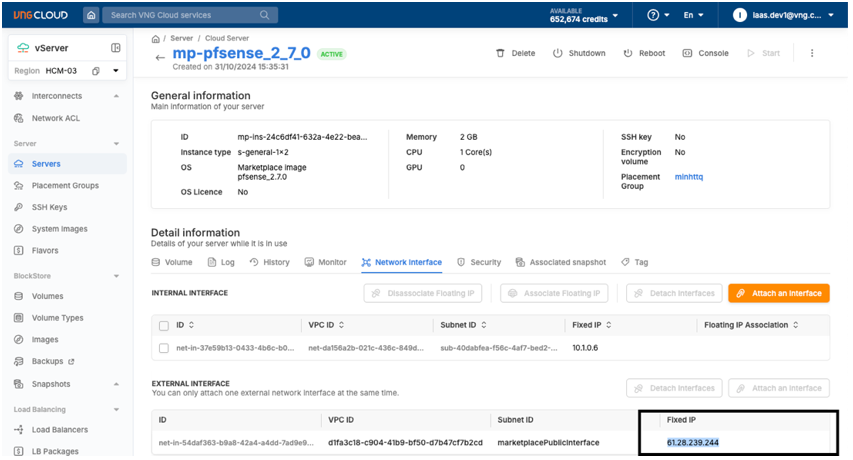 VNG CLOUD
Search VNG Cloud services
AVAILABLE
652,674 credits
En
I
iaas.dev1@vng.c...
vServer
Region HCM-03
Interconnects
Network ACL
Server
Servers
Placement Groups
SSH Keys
System images
Flavors
BlockStore
Volumes
Volume Types
Images
Backups
Snapshots
Load Balancing
Load Balancers
LB Packages
/ Server / Cloud Server
mp-pfsense_2_7_0 ACTIVE
Created on 31/10/2024 15:35:31
Delete Shutdown Reboot Console Start
General information
Main information of your server
ID mp-ins-24c6df41-632a-4e22-bea...
Instance type s-general-1x2
OS Marketplace image
pfsense_2.7.0
OS Licence No
Memory 2 GB
CPU 1 Core(s)
GPU 0
SSH key No
Encryption volume No
Placement Group minhttq
Detail information
Details of your server while it is in use
Volume Log History Monitor Network Interface Security Associated snapshot Tag
INTERNAL INTERFACE Disassociate Floating IP Associate Floating IP Detach Interfaces Attach an Interface
ID VPC ID Subnet ID Fixed IP Floating IP Association
net-in-37e59b13-0433-4b6c-b0... net-da156a2b-021c-436c-849d... sub-40dabfea-f56c-4af7-bed2-... 10.1.0.6
EXTERNAL INTERFACE
You can only attach one external network interface at the same time.
Detach Interfaces Attach an Interface
ID VPC ID Subnet ID Fixed IP
net-in-54daf363-b9a8-42a4-a4dd-7ad9e9... d1fa3c18-c904-41b9-bf50-d7b47cf7b2cd marketplacePublicInterface 61.28.239.244